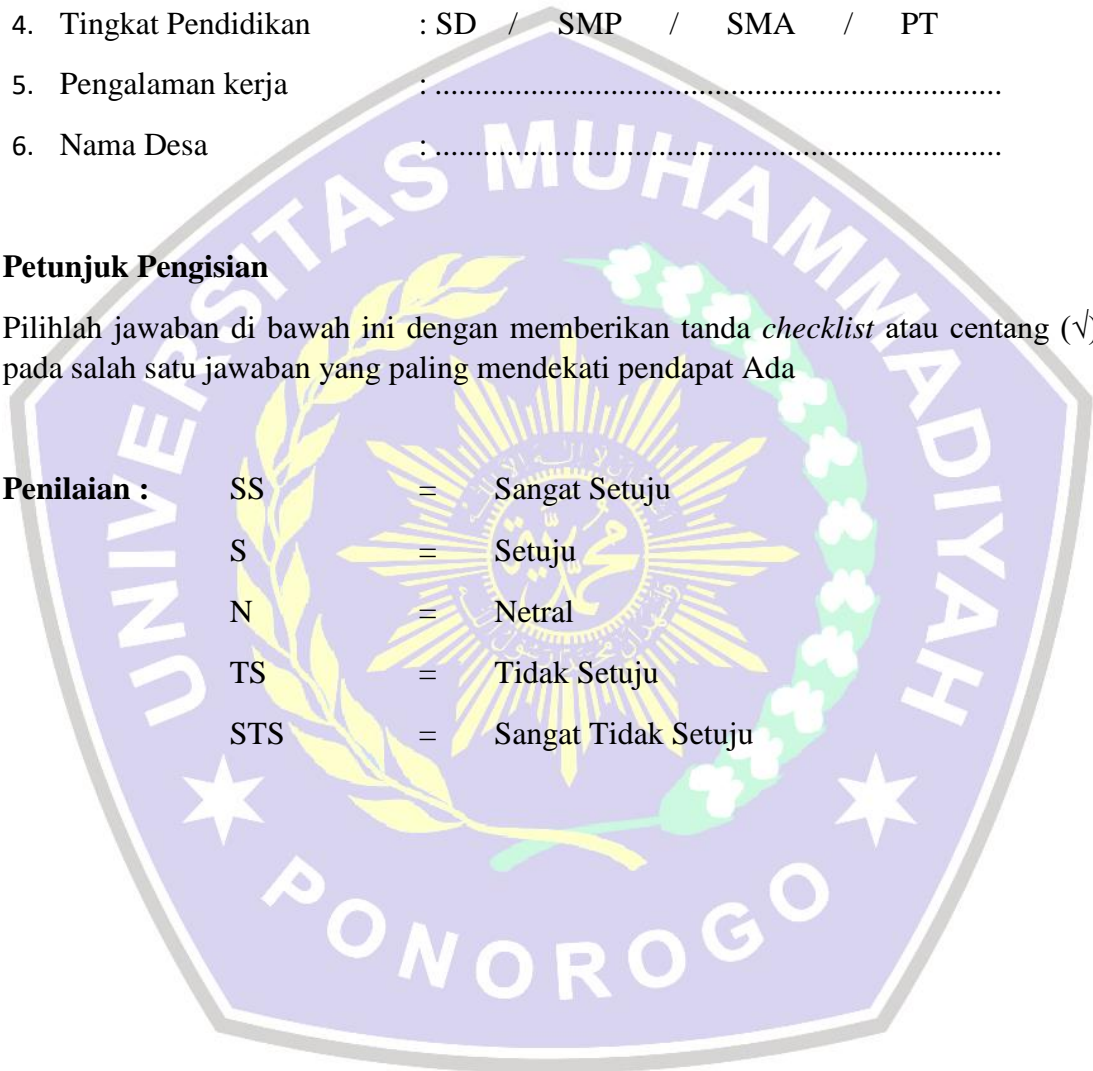 4. Tingkat Pendidikan : SD / SMP / SMA / PT
5. Pengalaman kerja : ............................................................
6. Nama Desa : ............................................................
Petunjuk Pengisian
Pilihlah jawaban di bawah ini dengan memberikan tanda checklist atau centang (√)
pada salah satu jawaban yang paling mendekati pendapat Ada
Penilaian : SS = Sangat Setuju
S = Setuju
N = Netral
TS = Tidak Setuju
STS = Sangat Tidak Setuju
UNIVERSITAS MUHAMMADIYAH
PONOROGO
محمدية